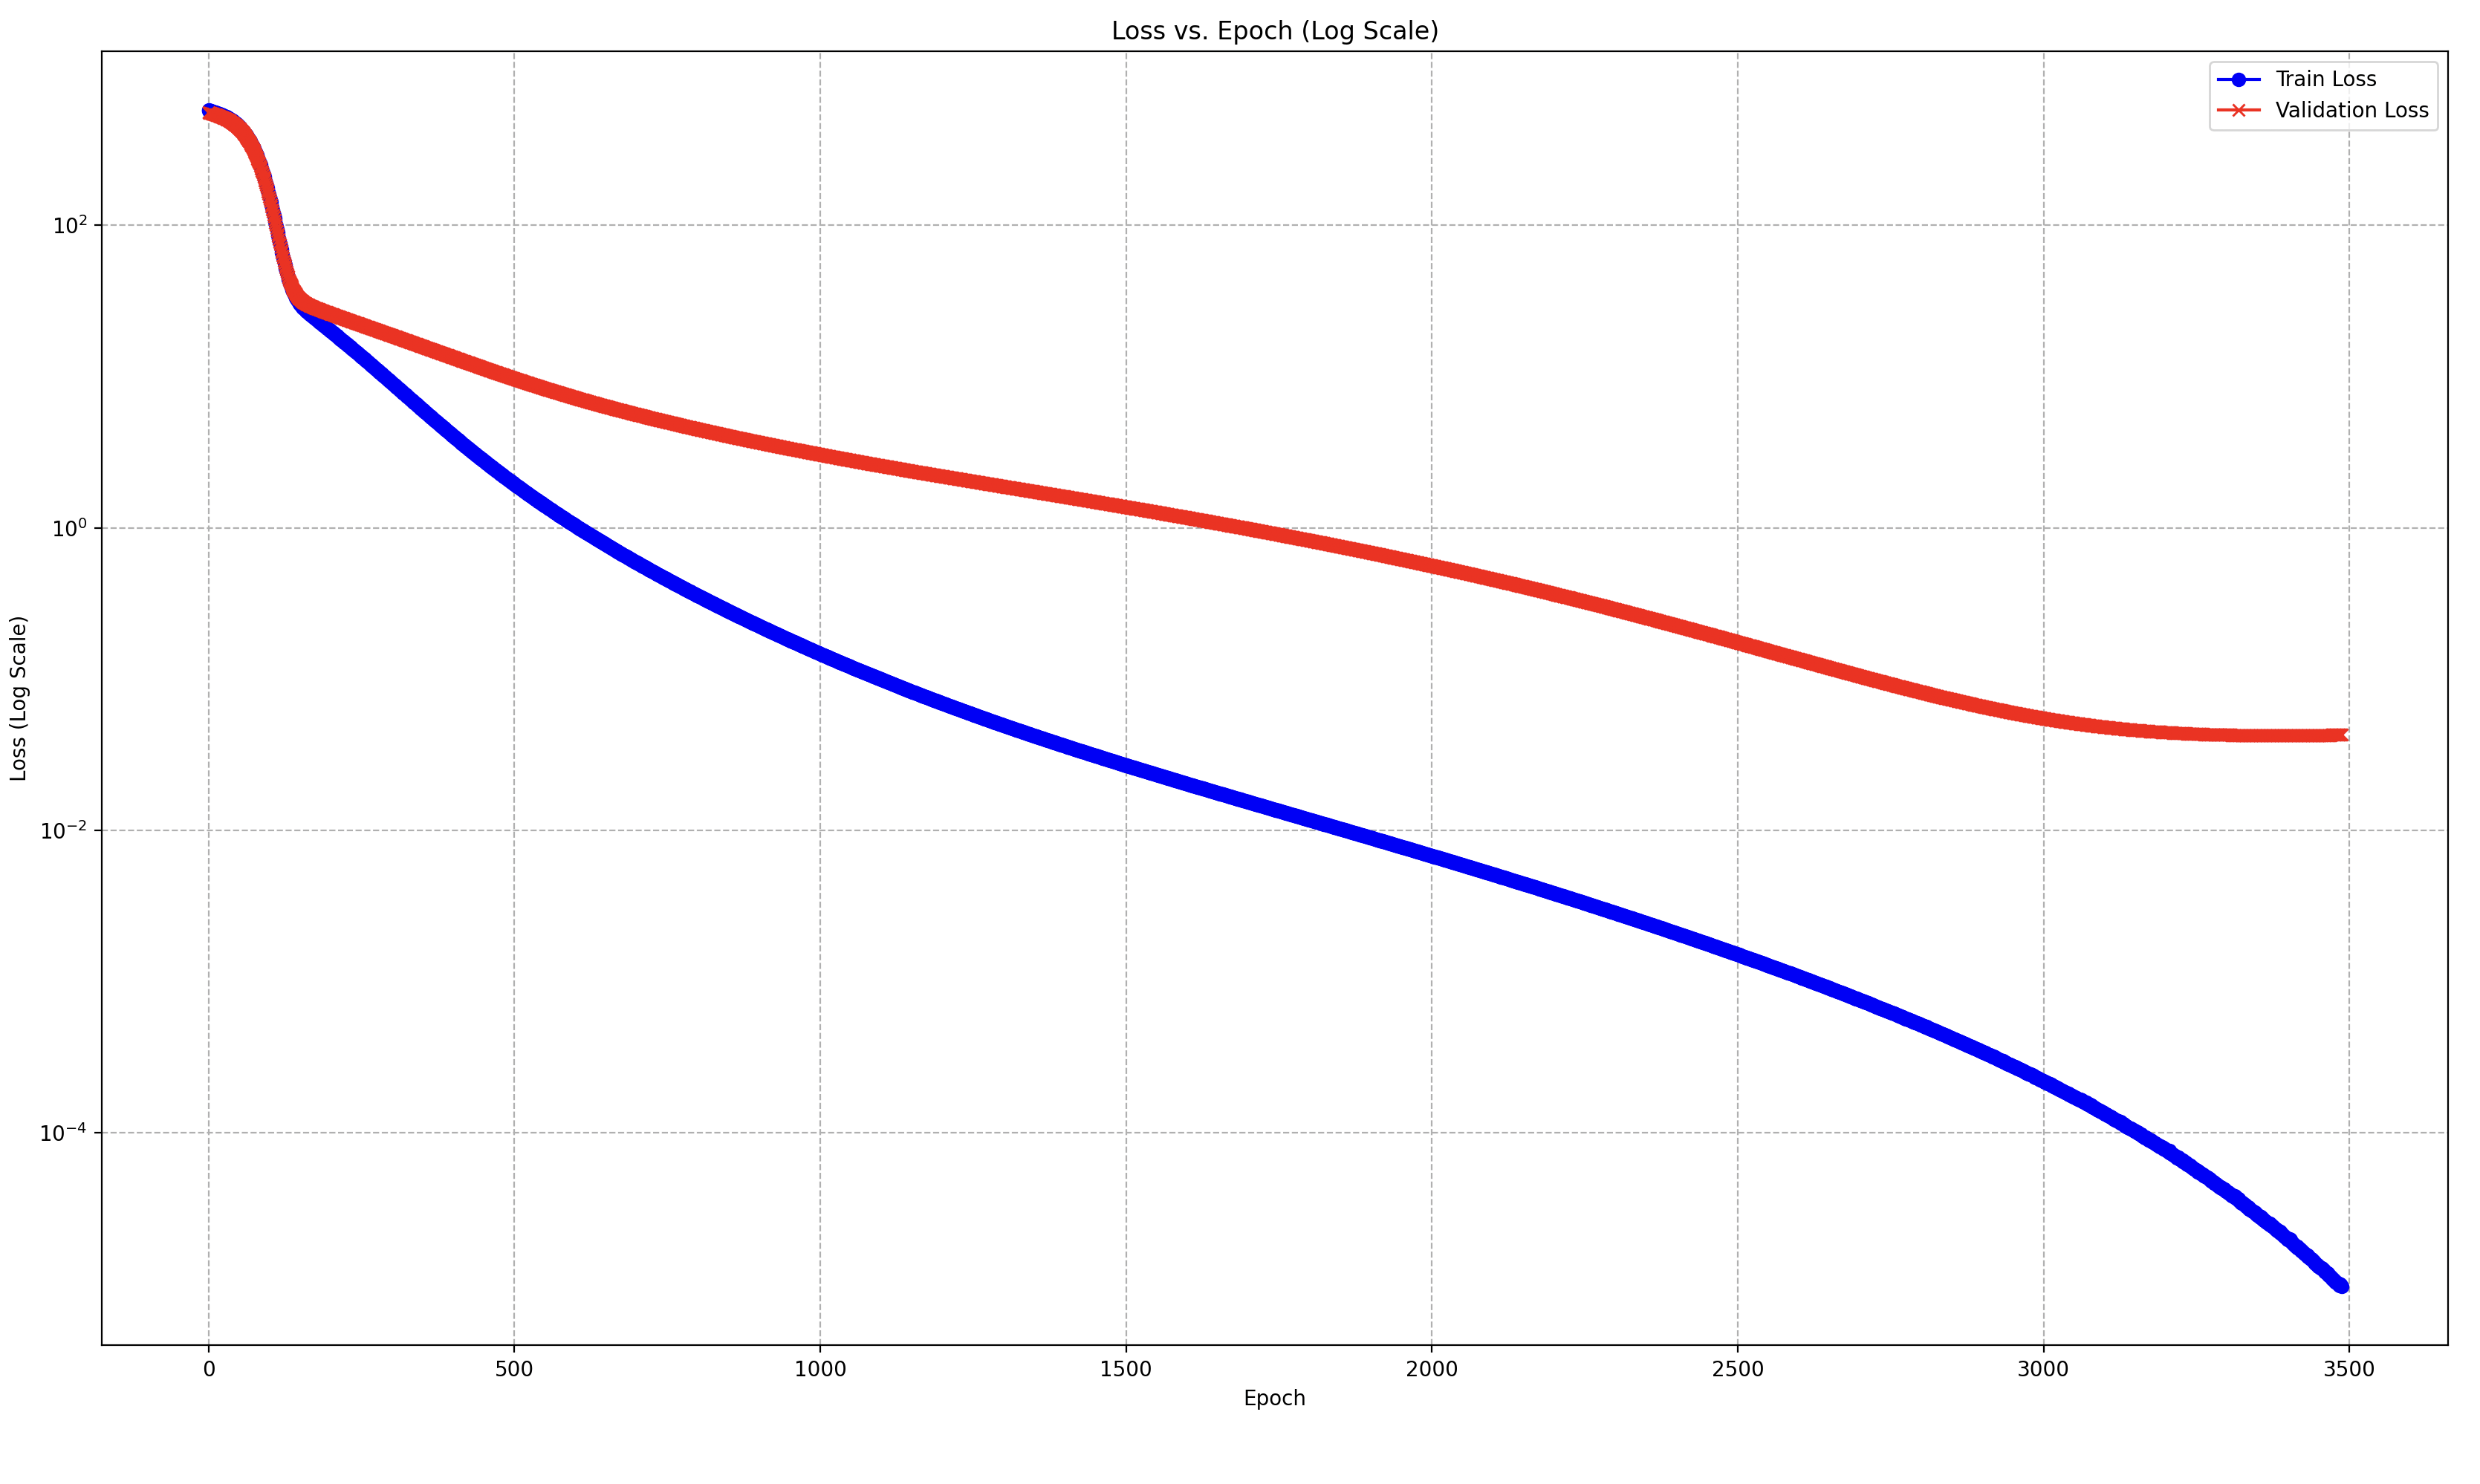 Loss vs. Epoch (Log Scale)
Train Loss
Validation Loss
10²
10⁰
10⁻²
10⁻⁴
Loss (Log Scale)
0 500 1000 1500 2000 2500 3000 3500
Epoch